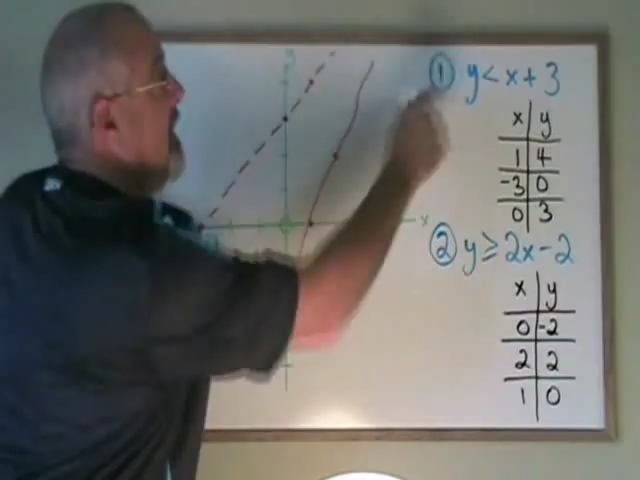 ① y < x + 3
x y
1 4
-3 0
0 3
② y ≥ 2x - 2
x y
0 -2
2 2
1 0
x